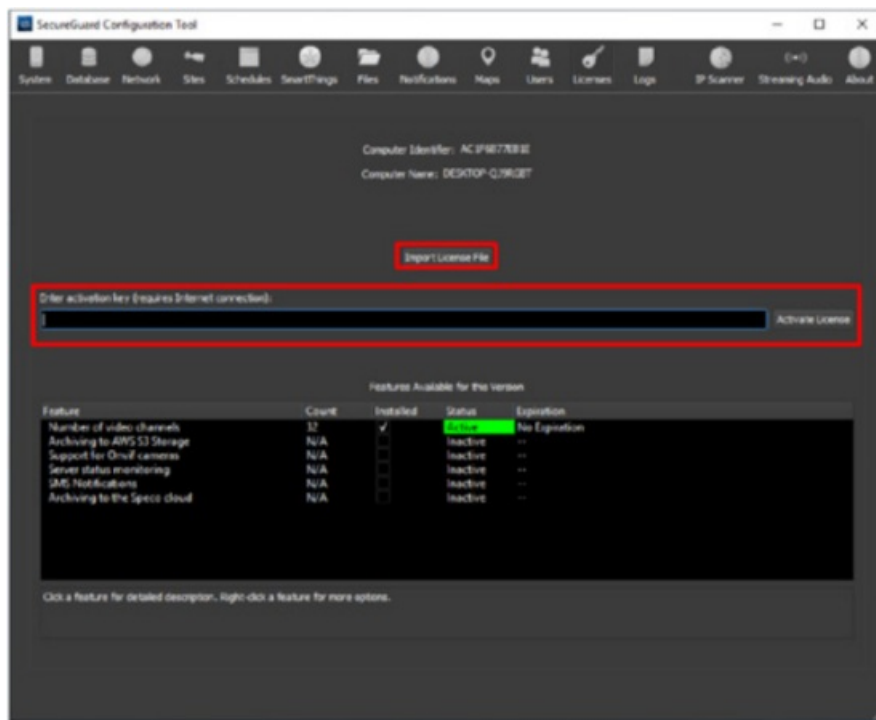 SecureGuard Configuration Tool
System Database Network Sites Schedules SmartThings Files Notifications Maps Users Licenses Logs IP Scanner Streaming Audio About
Computer Identifier:
Computer Name:
Import License File
Enter activation key (requires Internet connection):
Activate License
Features Available for this Version
Feature Count Installed Status Expiration
Number of video channels 32 ✓ Active No Expiration
Archiving to AWS S3 Storage N/A Inactive --
Support for Onvif cameras N/A Inactive --
Server status monitoring N/A Inactive --
SMS Notifications N/A Inactive --
Archiving to the Speco cloud N/A Inactive --
Click a feature for detailed description. Right-click a feature for more options.